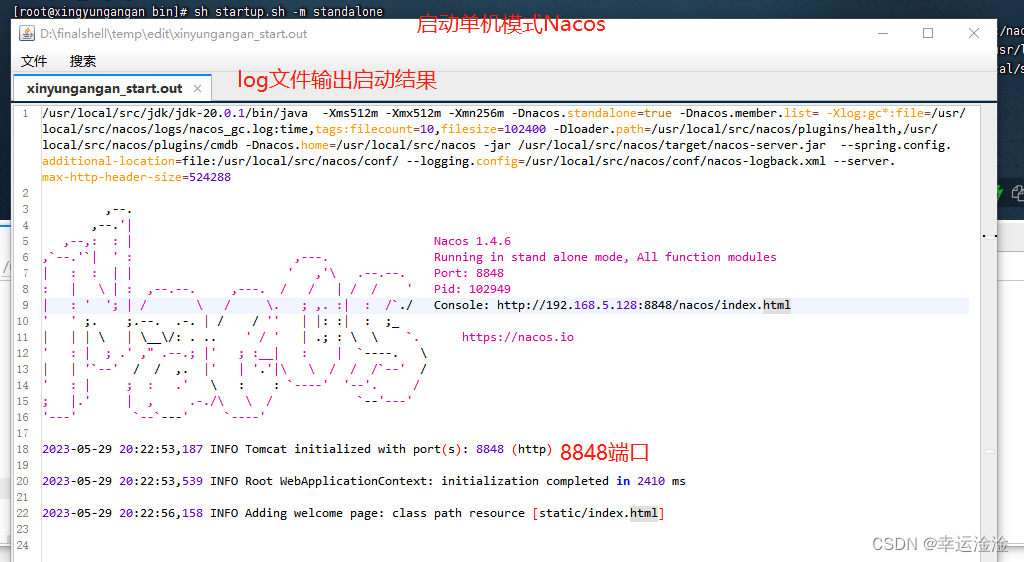 [root@xingyungangan bin]# sh startup.sh -m standalone
启动单机模式Nacos
D:\finalshell\temp\edit\xinyungangan_start.out
文件 搜索
log文件输出启动结果
xinyungangan_start.out ×
1 /usr/local/src/jdk/jdk-20.0.1/bin/java -Xms512m -Xmx512m -Xmn256m -Dnacos.standalone=true -Dnacos.member.list= -Xlog:gc*:file=/usr/
local/src/nacos/logs/nacos_gc.log:time,tags:filecount=10,filesize=102400 -Dloader.path=/usr/local/src/nacos/plugins/health,/usr/
local/src/nacos/plugins/cmdb -Dnacos.home=/usr/local/src/nacos -jar /usr/local/src/nacos/target/nacos-server.jar --spring.config.
additional-location=file:/usr/local/src/nacos/conf/ --logging.config=/usr/local/src/nacos/conf/nacos-logback.xml --server.
max-http-header-size=524288
2
3
4
5 Nacos 1.4.6
6 Running in stand alone mode, All function modules
7 Port: 8848
8 Pid: 102949
9 Console: http://192.168.5.128:8848/nacos/index.html
10
11 https://nacos.io
12
13
14
15
16
17
18 2023-05-29 20:22:53,187 INFO Tomcat initialized with port(s): 8848 (http)
8848端口
19
20 2023-05-29 20:22:53,539 INFO Root WebApplicationContext: initialization completed in 2410 ms
21
22 2023-05-29 20:22:56,158 INFO Adding welcome page: class path resource [static/index.html]
23
24
CSDN @幸运淦淦